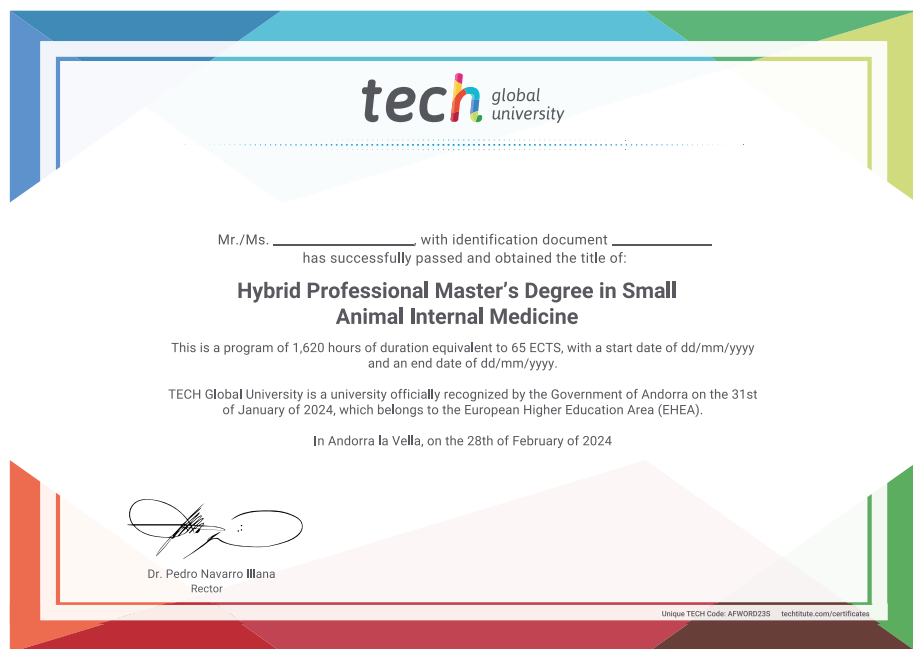 tech global
university
Mr./Ms. ____________________, with identification document ______________
has successfully passed and obtained the title of:
Hybrid Professional Master's Degree in Small
Animal Internal Medicine
This is a program of 1,620 hours of duration equivalent to 65 ECTS, with a start date of dd/mm/yyyy
and an end date of dd/mm/yyyy.
TECH Global University is a university officially recognized by the Government of Andorra on the 31st
of January of 2024, which belongs to the European Higher Education Area (EHEA).
In Andorra la Vella, on the 28th of February of 2024
Dr. Pedro Navarro Illana
Rector
Unique TECH Code: AFWORD23S techtitute.com/certificates